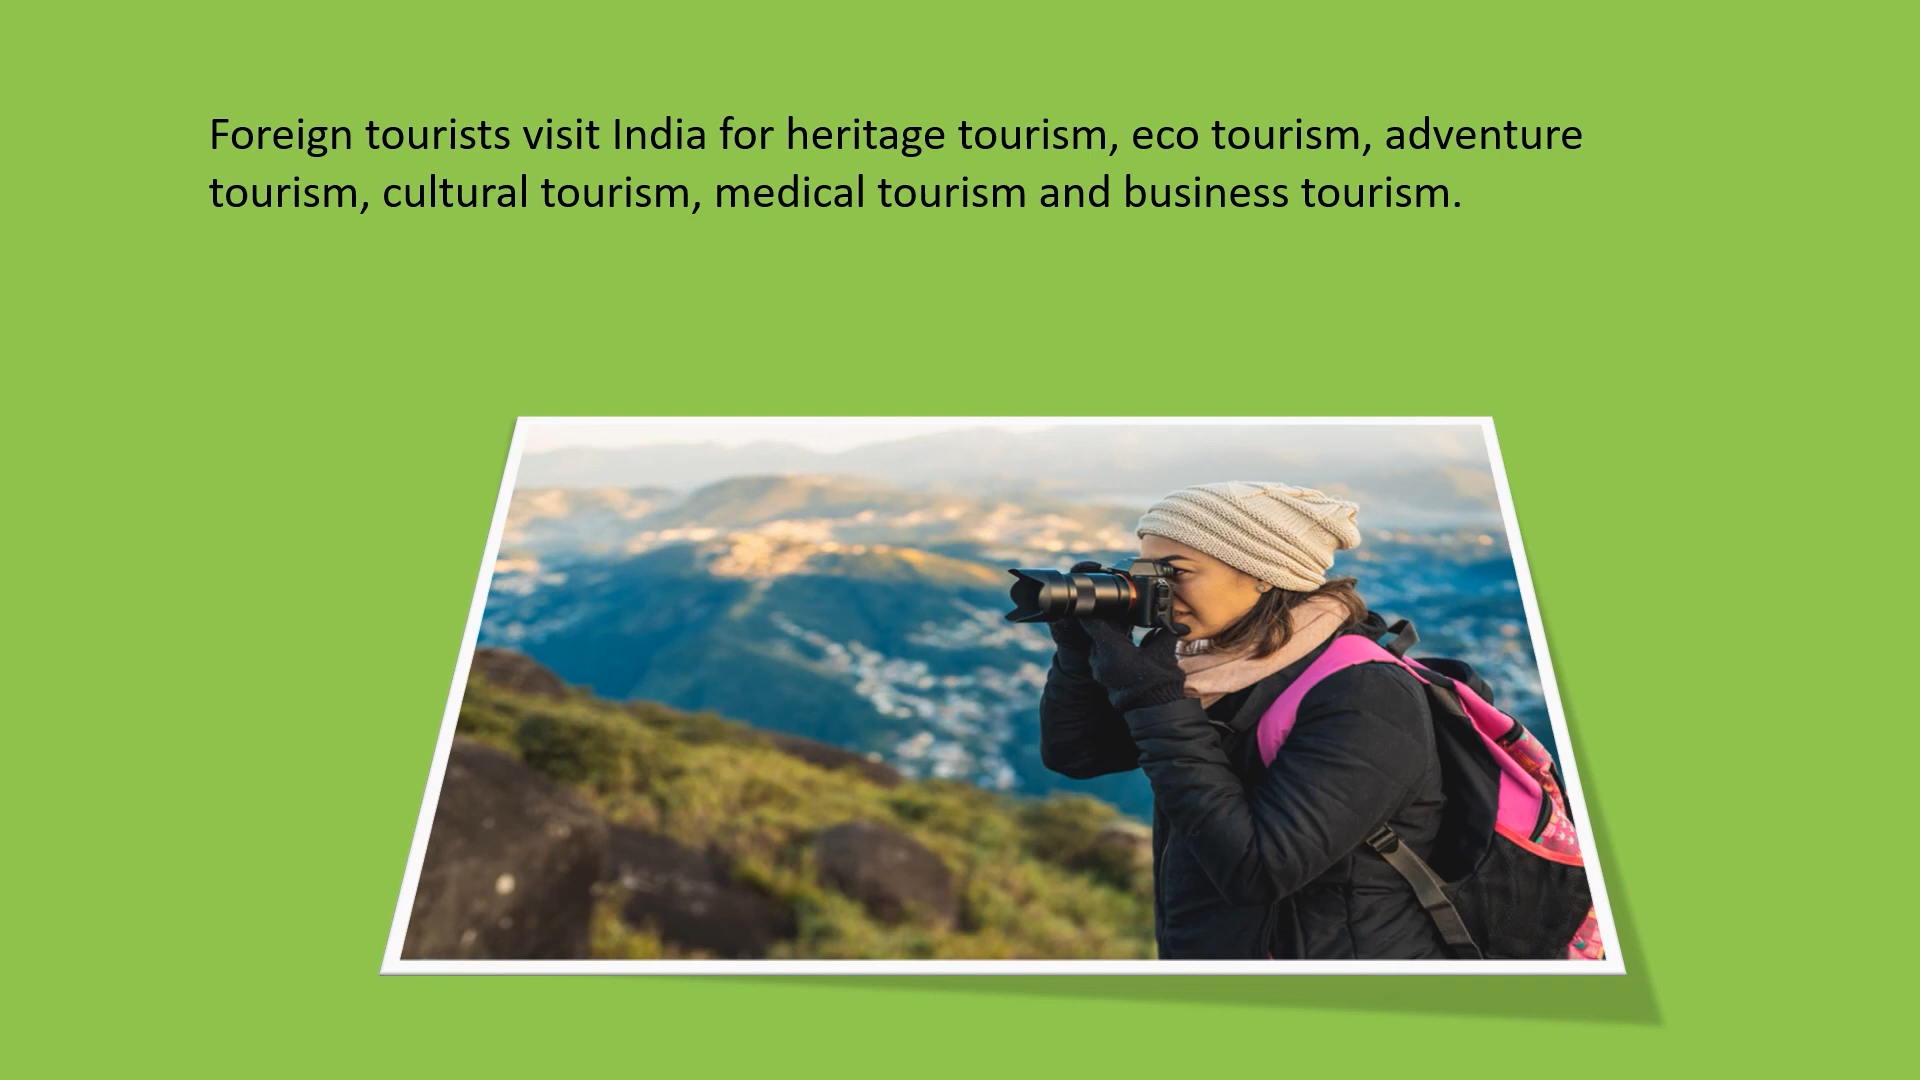 Foreign tourists visit India for heritage tourism, eco tourism, adventure
tourism, cultural tourism, medical tourism and business tourism.